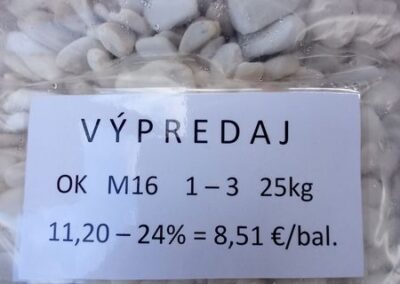 VÝPREDAJ
OK M16 1 – 3 25kg
11,20 – 24% = 8,51 €/bal.